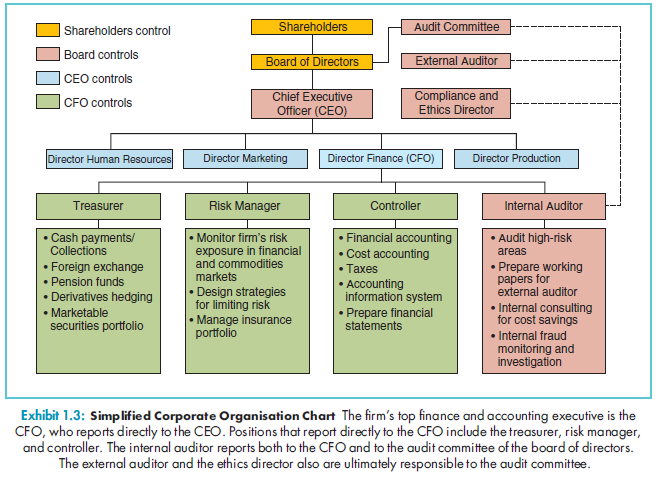 Shareholders control
Board controls
CEO controls
CFO controls
Shareholders
Board of Directors
Chief Executive
Officer (CEO)
Audit Committee
External Auditor
Compliance and
Ethics Director
Director Human Resources
Director Marketing
Director Finance (CFO)
Director Production
Treasurer
• Cash payments/
Collections
• Foreign exchange
• Pension funds
• Derivatives hedging
• Marketable
securities portfolio
Risk Manager
• Monitor firm's risk
exposure in financial
and commodities
markets
• Design strategies
for limiting risk
• Manage insurance
portfolio
Controller
• Financial accounting
• Cost accounting
• Taxes
• Accounting
information system
• Prepare financial
statements
Internal Auditor
• Audit high-risk
areas
• Prepare working
papers for
external auditor
• Internal consulting
for cost savings
• Internal fraud
monitoring and
investigation
Exhibit 1.3: Simplified Corporate Organisation Chart The firm's top finance and accounting executive is the
CFO, who reports directly to the CEO. Positions that report directly to the CFO include the treasurer, risk manager,
and controller. The internal auditor reports both to the CFO and to the audit committee of the board of directors.
The external auditor and the ethics director also are ultimately responsible to the audit committee.